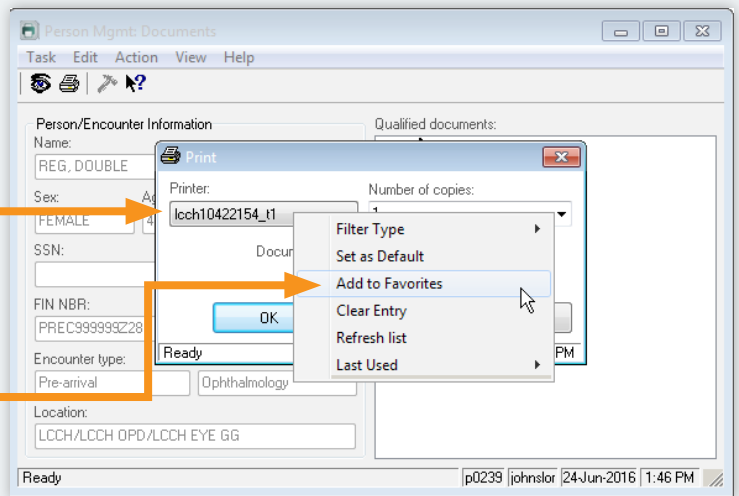 Person Mgmt: Documents
Task Edit Action View Help
Person/Encounter Information
Qualified documents:
Name:
REG, DOUBLE
Print
Printer:
Number of copies:
lcch10422154_t1
1
Sex:
FEMALE
4
Filter Type
Set as Default
Add to Favorites
Clear Entry
Refresh list
Last Used
SSN:
OK
FIN NBR:
PREC999999Z28
Ready
PM
Encounter type:
Pre-arrival
Ophthalmology
Location:
LCCH/LCCH OPD/LCCH EYE GG
Ready
p0239 johnslor 24-Jun-2016 1:46 PM